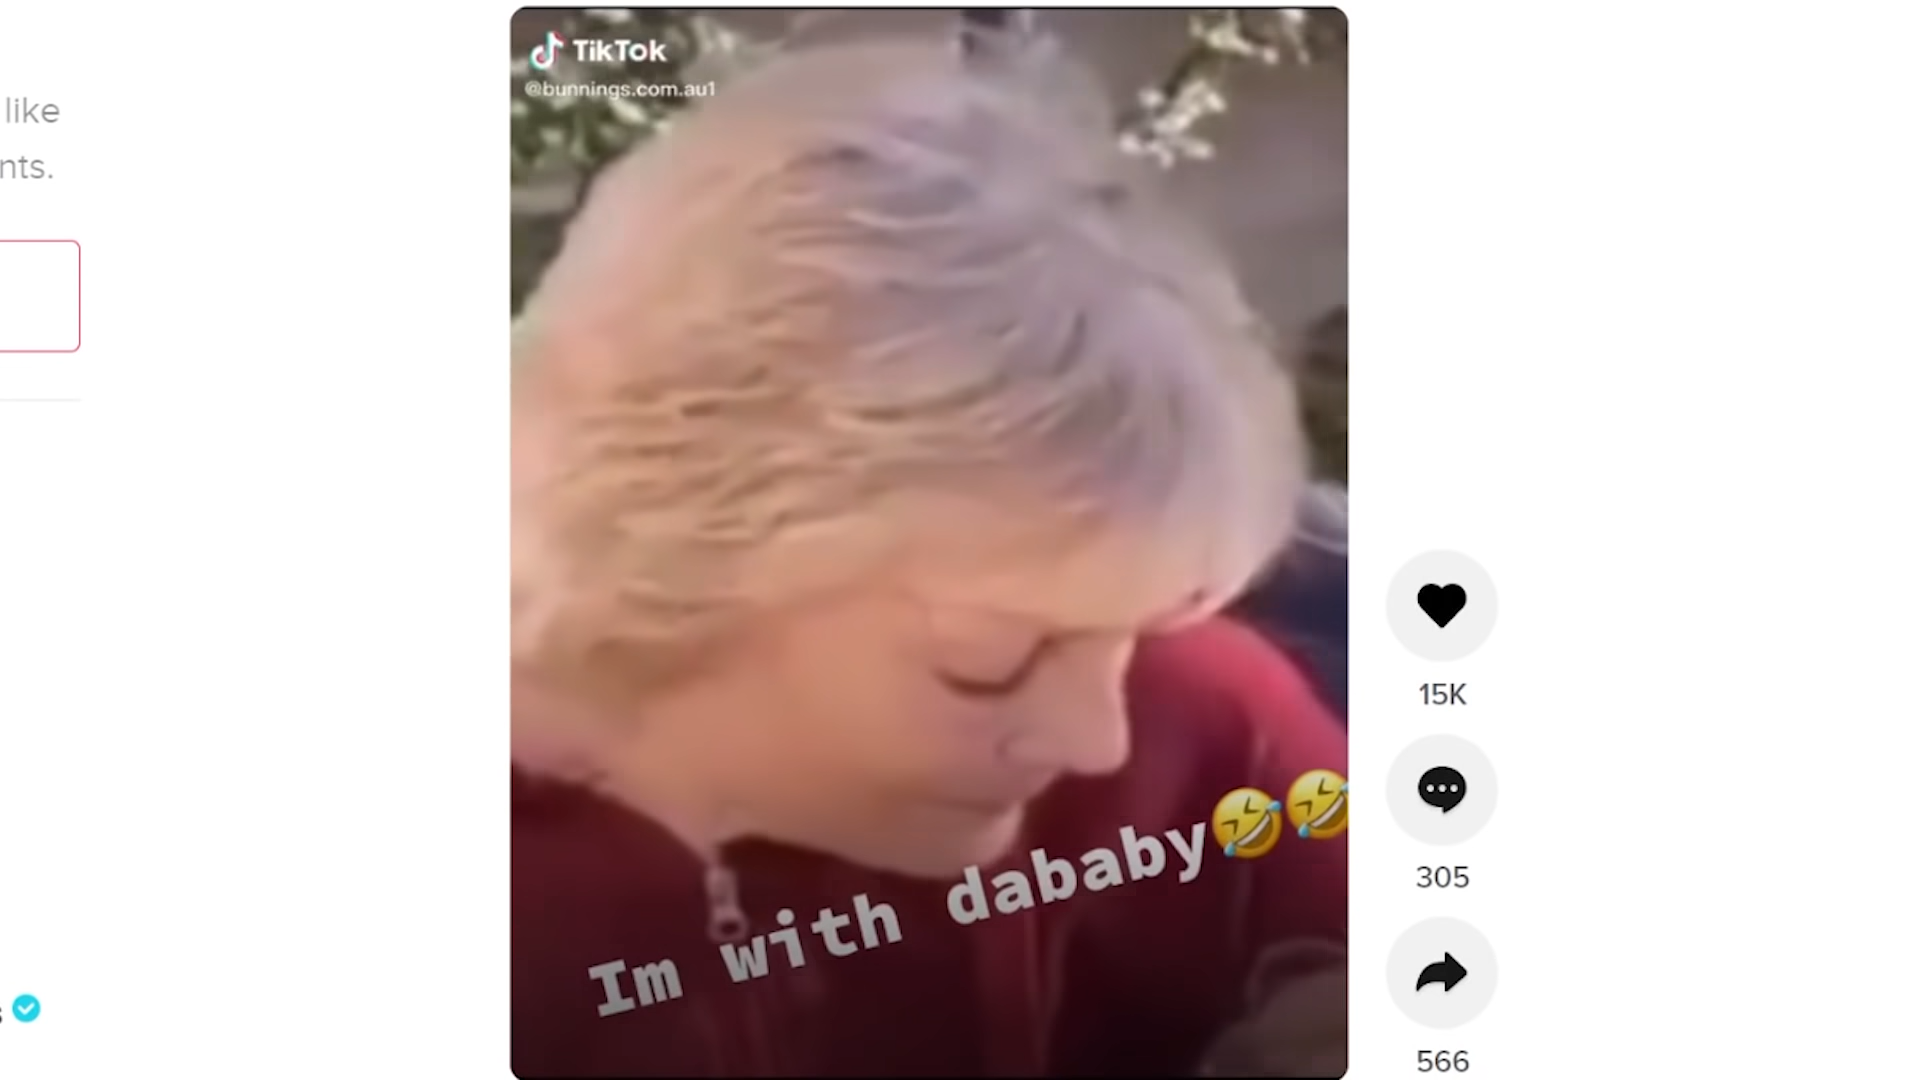 like
nts.
TikTok
@bunnings.com.au1
Im with dababy🤣🤣
15K
305
566